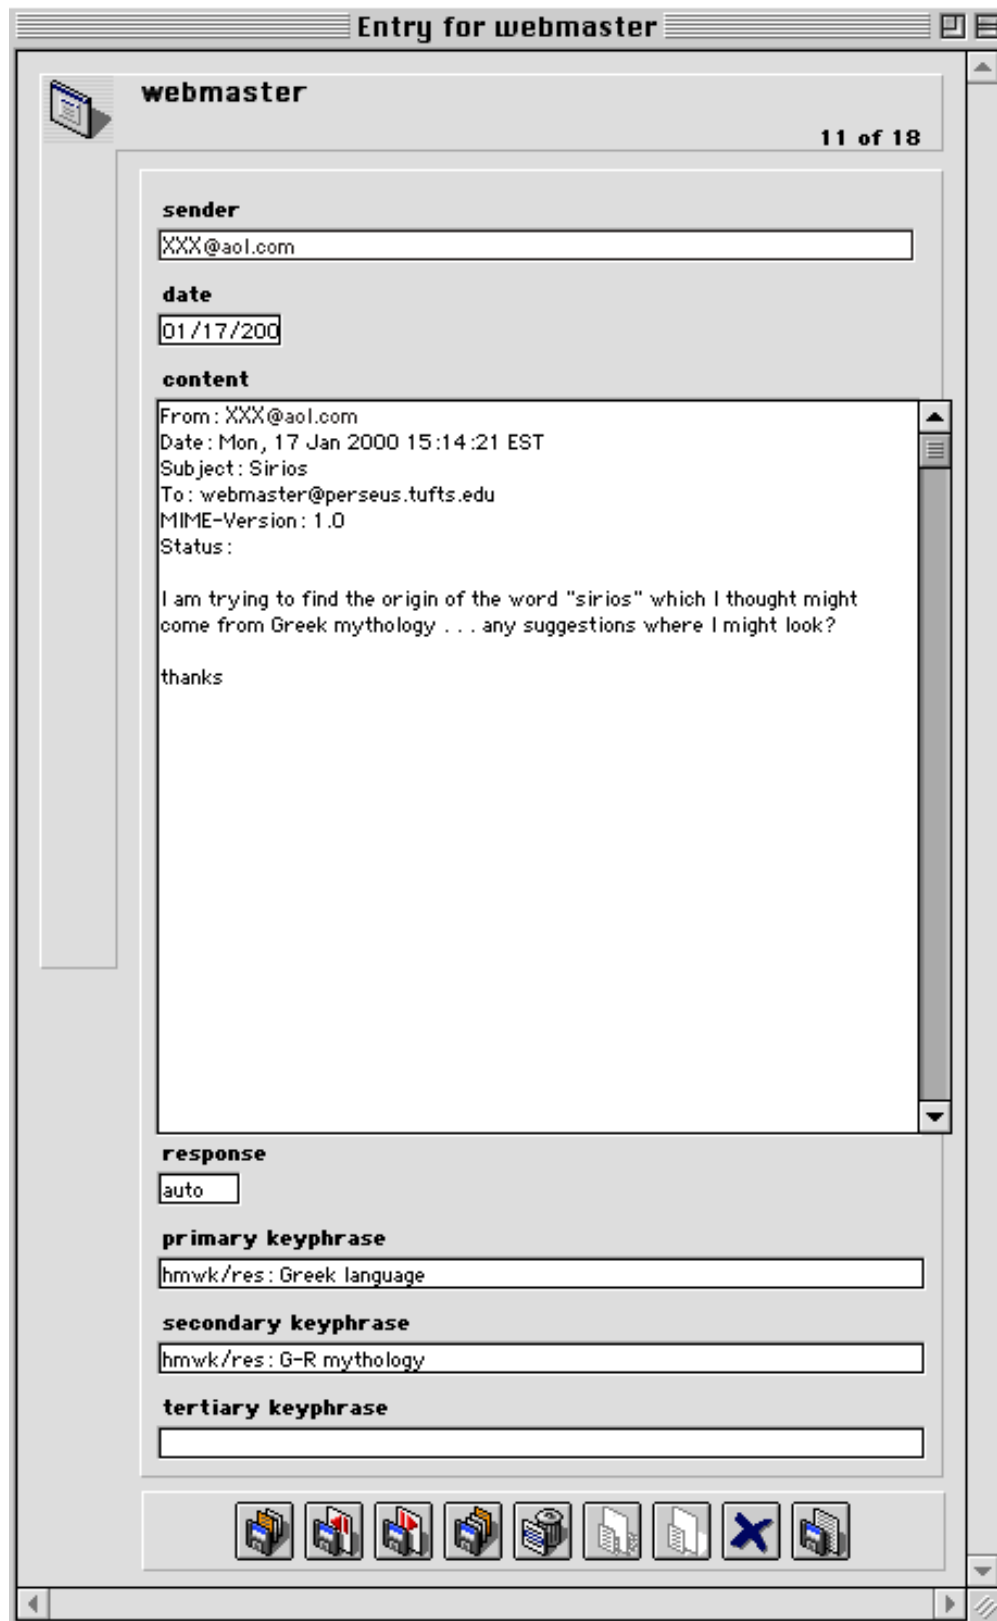 Entry for webmaster
webmaster
11 of 18
sender
XXX@aol.com
date
01/17/200
content
From: XXX@aol.com
Date: Mon, 17 Jan 2000 15:14:21 EST
Subject: Sirios
To: webmaster@perseus.tufts.edu
MIME-Version: 1.0
Status:
I am trying to find the origin of the word "sirios" which I thought might
come from Greek mythology . . . any suggestions where I might look?
thanks
response
auto
primary keyphrase
hmwk/res: Greek language
secondary keyphrase
hmwk/res: G-R mythology
tertiary keyphrase